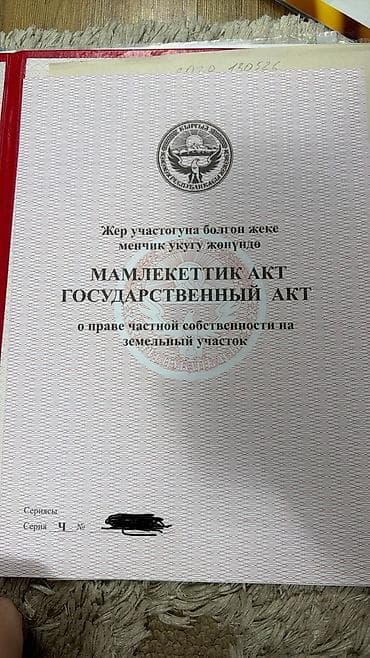 Жер участогуна болгон жеке
менчик укугу жөнүндө
МАМЛЕКЕТТИК АКТ
ГОСУДАРСТВЕННЫЙ АКТ
о праве частной собственности на
земельный участок
Сериясы
Серия Ч №